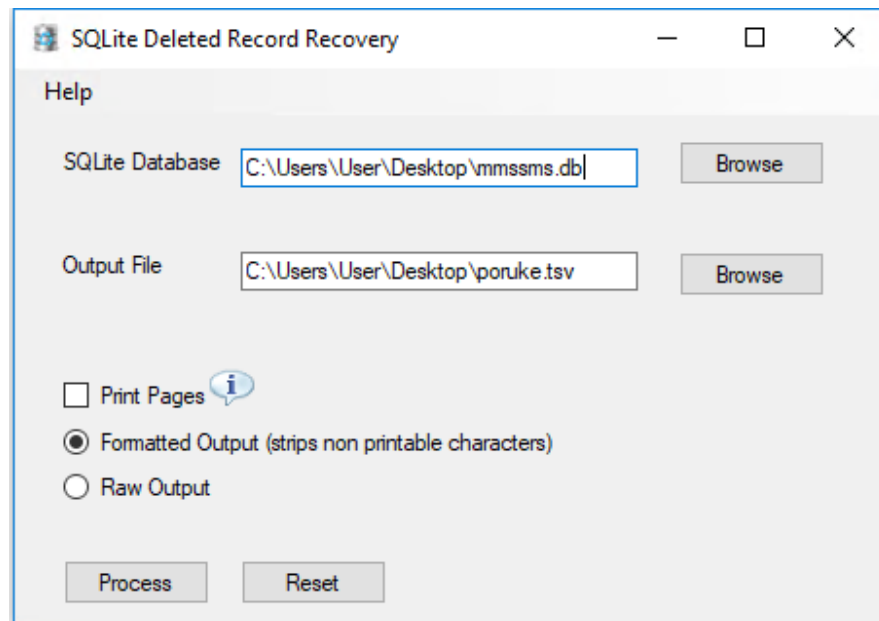 SQLite Deleted Record Recovery
Help
SQLite Database C:\Users\User\Desktop\mmssms.db Browse
Output File C:\Users\User\Desktop\poruke.tsv Browse
Print Pages
Formatted Output (strips non printable characters)
Raw Output
Process Reset